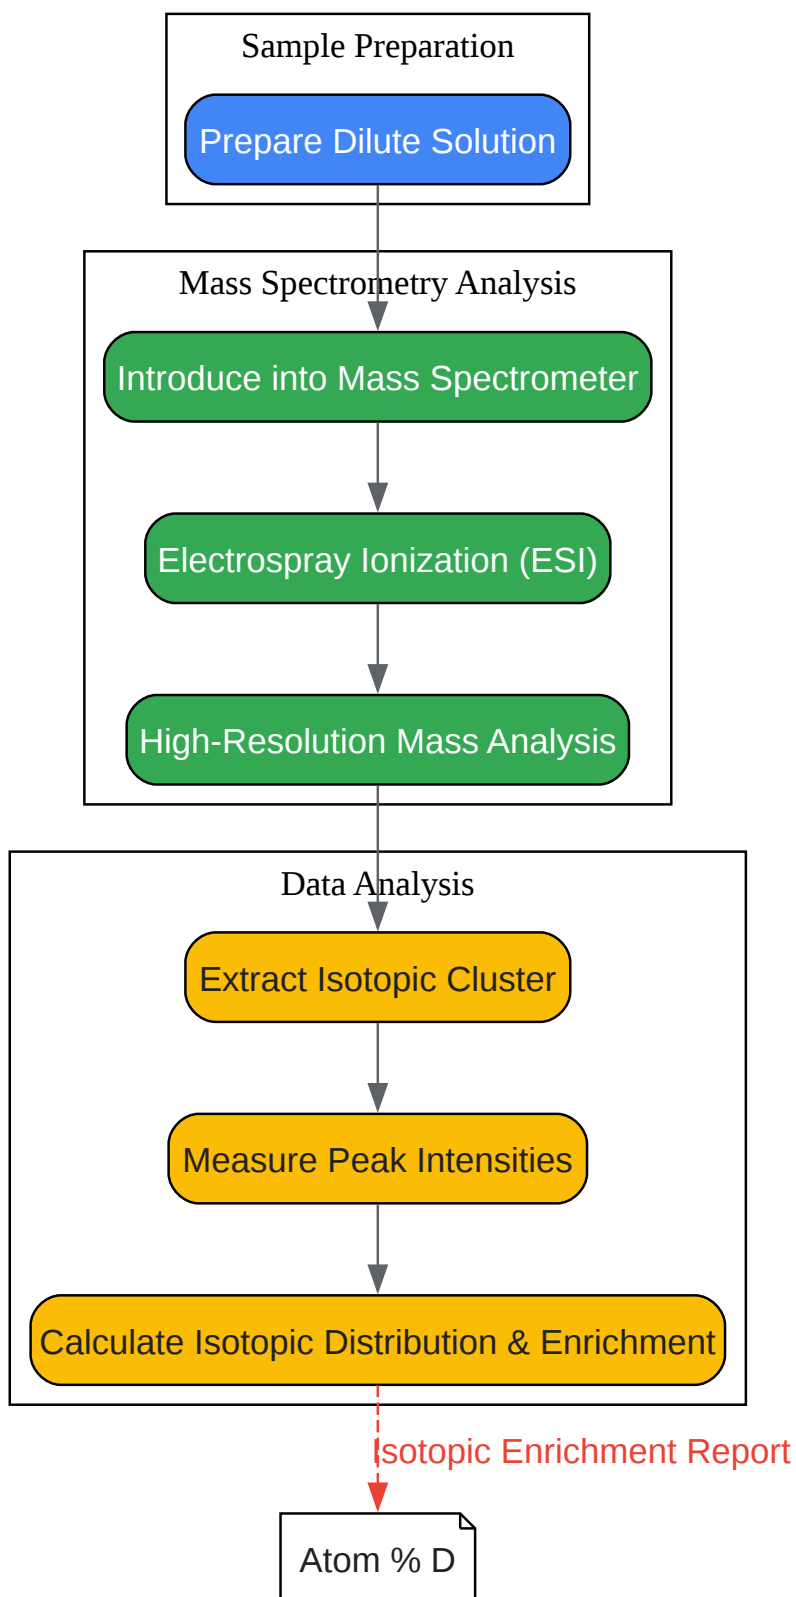 Sample Preparation
Prepare Dilute Solution
Mass Spectrometry Analysis
Introduce into Mass Spectrometer
Electrospray Ionization (ESI)
High-Resolution Mass Analysis
Data Analysis
Extract Isotopic Cluster
Measure Peak Intensities
Calculate Isotopic Distribution & Enrichment
Isotopic Enrichment Report
Atom % D